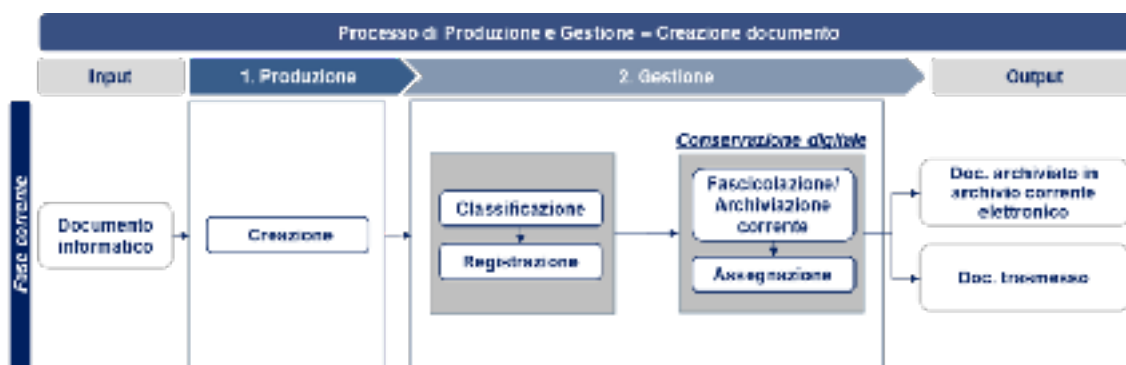 Processo di Produzione e Gestione – Creazione documento
Input
1. Produzione
2. Gestione
Output
Fase corrente
Documento
informatico
Creazione
Classificazione
Registrazione
Conservazione digitale
Fascicolazione/
Archiviazione
corrente
Assegnazione
Doc. archiviato in
archivio corrente
elettronico
Doc. trasmesso